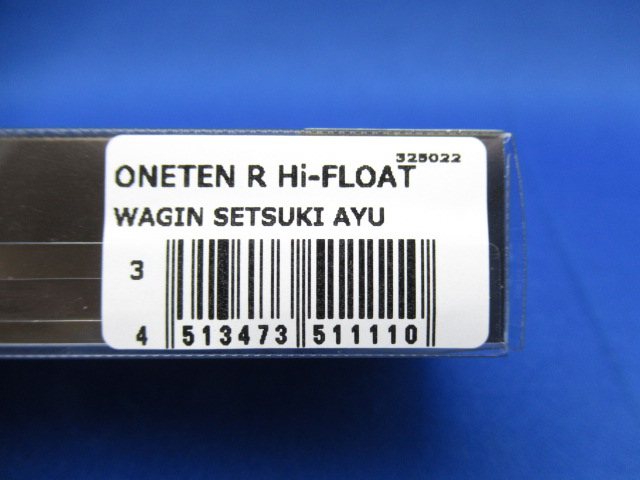 325022
ONETEN R Hi-FLOAT
WAGIN SETSUKI AYU
3
4 513473 511110